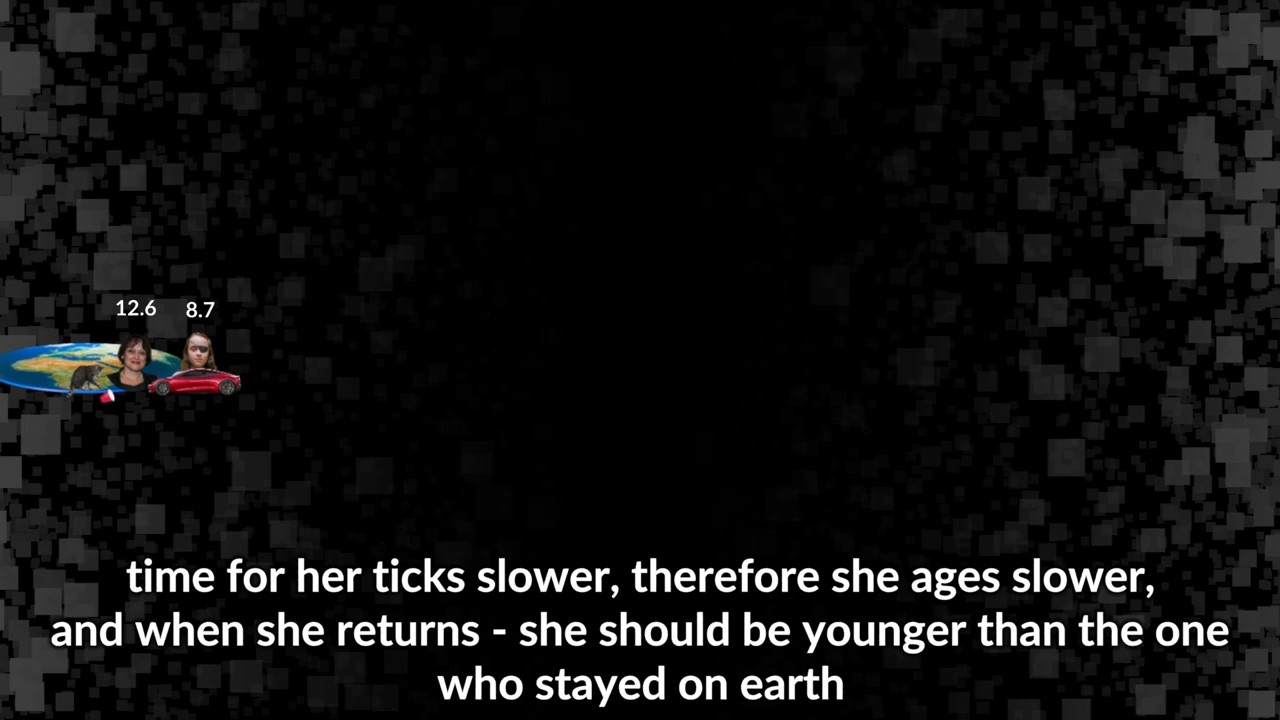 12.6 8.7
time for her ticks slower, therefore she ages slower,
and when she returns - she should be younger than the one
who stayed on earth